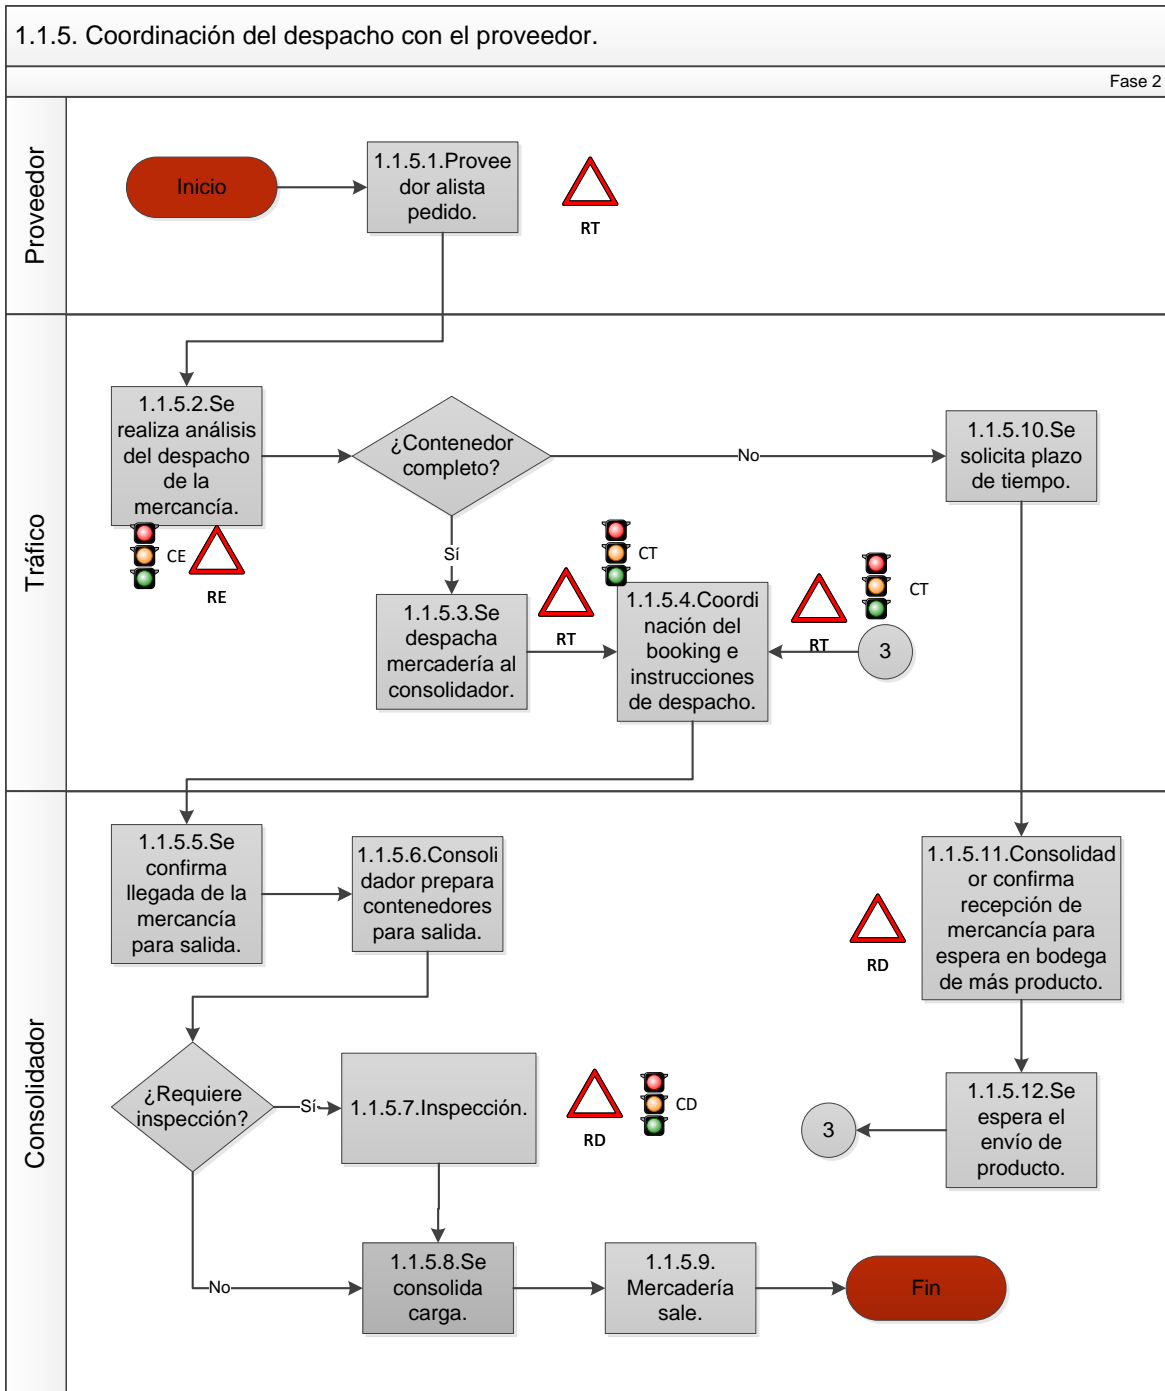 1.1.5. Coordinación del despacho con el proveedor.
Fase 2
Proveedor
Inicio
1.1.5.1.Provee
dor alista
pedido.
RT
Tráfico
1.1.5.2.Se
realiza análisis
del despacho
de la
mercancía.
CE
RE
¿Contenedor
completo?
No
1.1.5.10.Se
solicita plazo
de tiempo.
Sí
1.1.5.3.Se
despacha
mercadería al
consolidador.
RT
CT
1.1.5.4.Coordi
nación del
booking e
instrucciones
de despacho.
RT
CT
3
Consolidador
1.1.5.5.Se
confirma
llegada de la
mercancía
para salida.
1.1.5.6.Consoli
dador prepara
contenedores
para salida.
RD
1.1.5.11.Consolidad
or confirma
recepción de
mercancía para
espera en bodega
de más producto.
¿Requiere
inspección?
Sí
1.1.5.7.Inspección.
RD
CD
3
1.1.5.12.Se
espera el
envío de
producto.
No
1.1.5.8.Se
consolida
carga.
1.1.5.9.
Mercadería
sale.
Fin